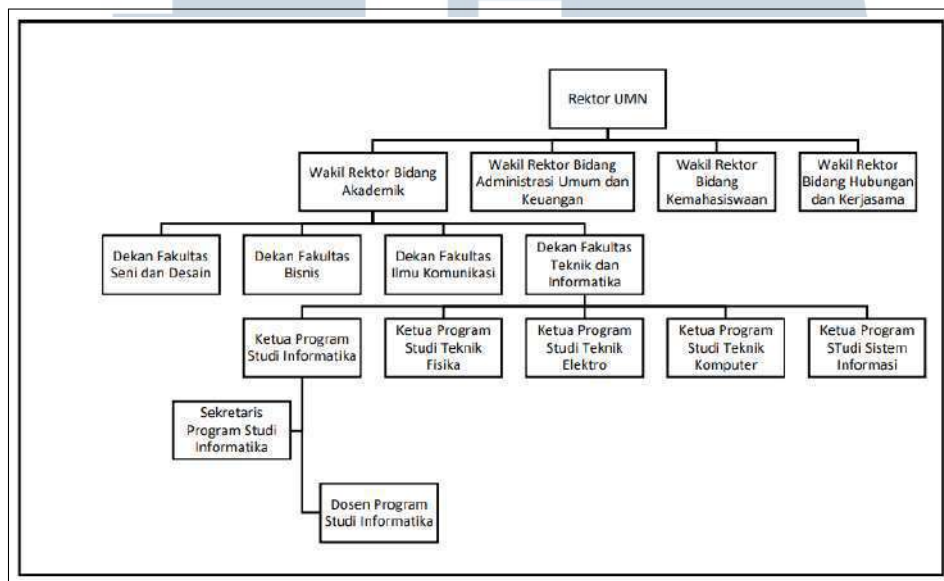 Rektor UMN
Wakil Rektor Bidang
Akademik
Wakil Rektor Bidang
Administrasi Umum dan
Keuangan
Wakil Rektor
Bidang
Kemahasiswaan
Wakil Rektor
Bidang Hubungan
dan Kerjasama
Dekan Fakultas
Seni dan Desain
Dekan Fakultas
Bisnis
Dekan Fakultas
Ilmu Komunikasi
Dekan Fakultas
Teknik dan
Informatika
Ketua Program
Studi Informatika
Ketua Program
Studi Teknik
Fisika
Ketua Program
Studi Teknik
Elektro
Ketua Program
Studi Teknik
Komputer
Ketua Program
STudi Sistem
Informasi
Sekretaris
Program Studi
Informatika
Dosen Program
Studi Informatika